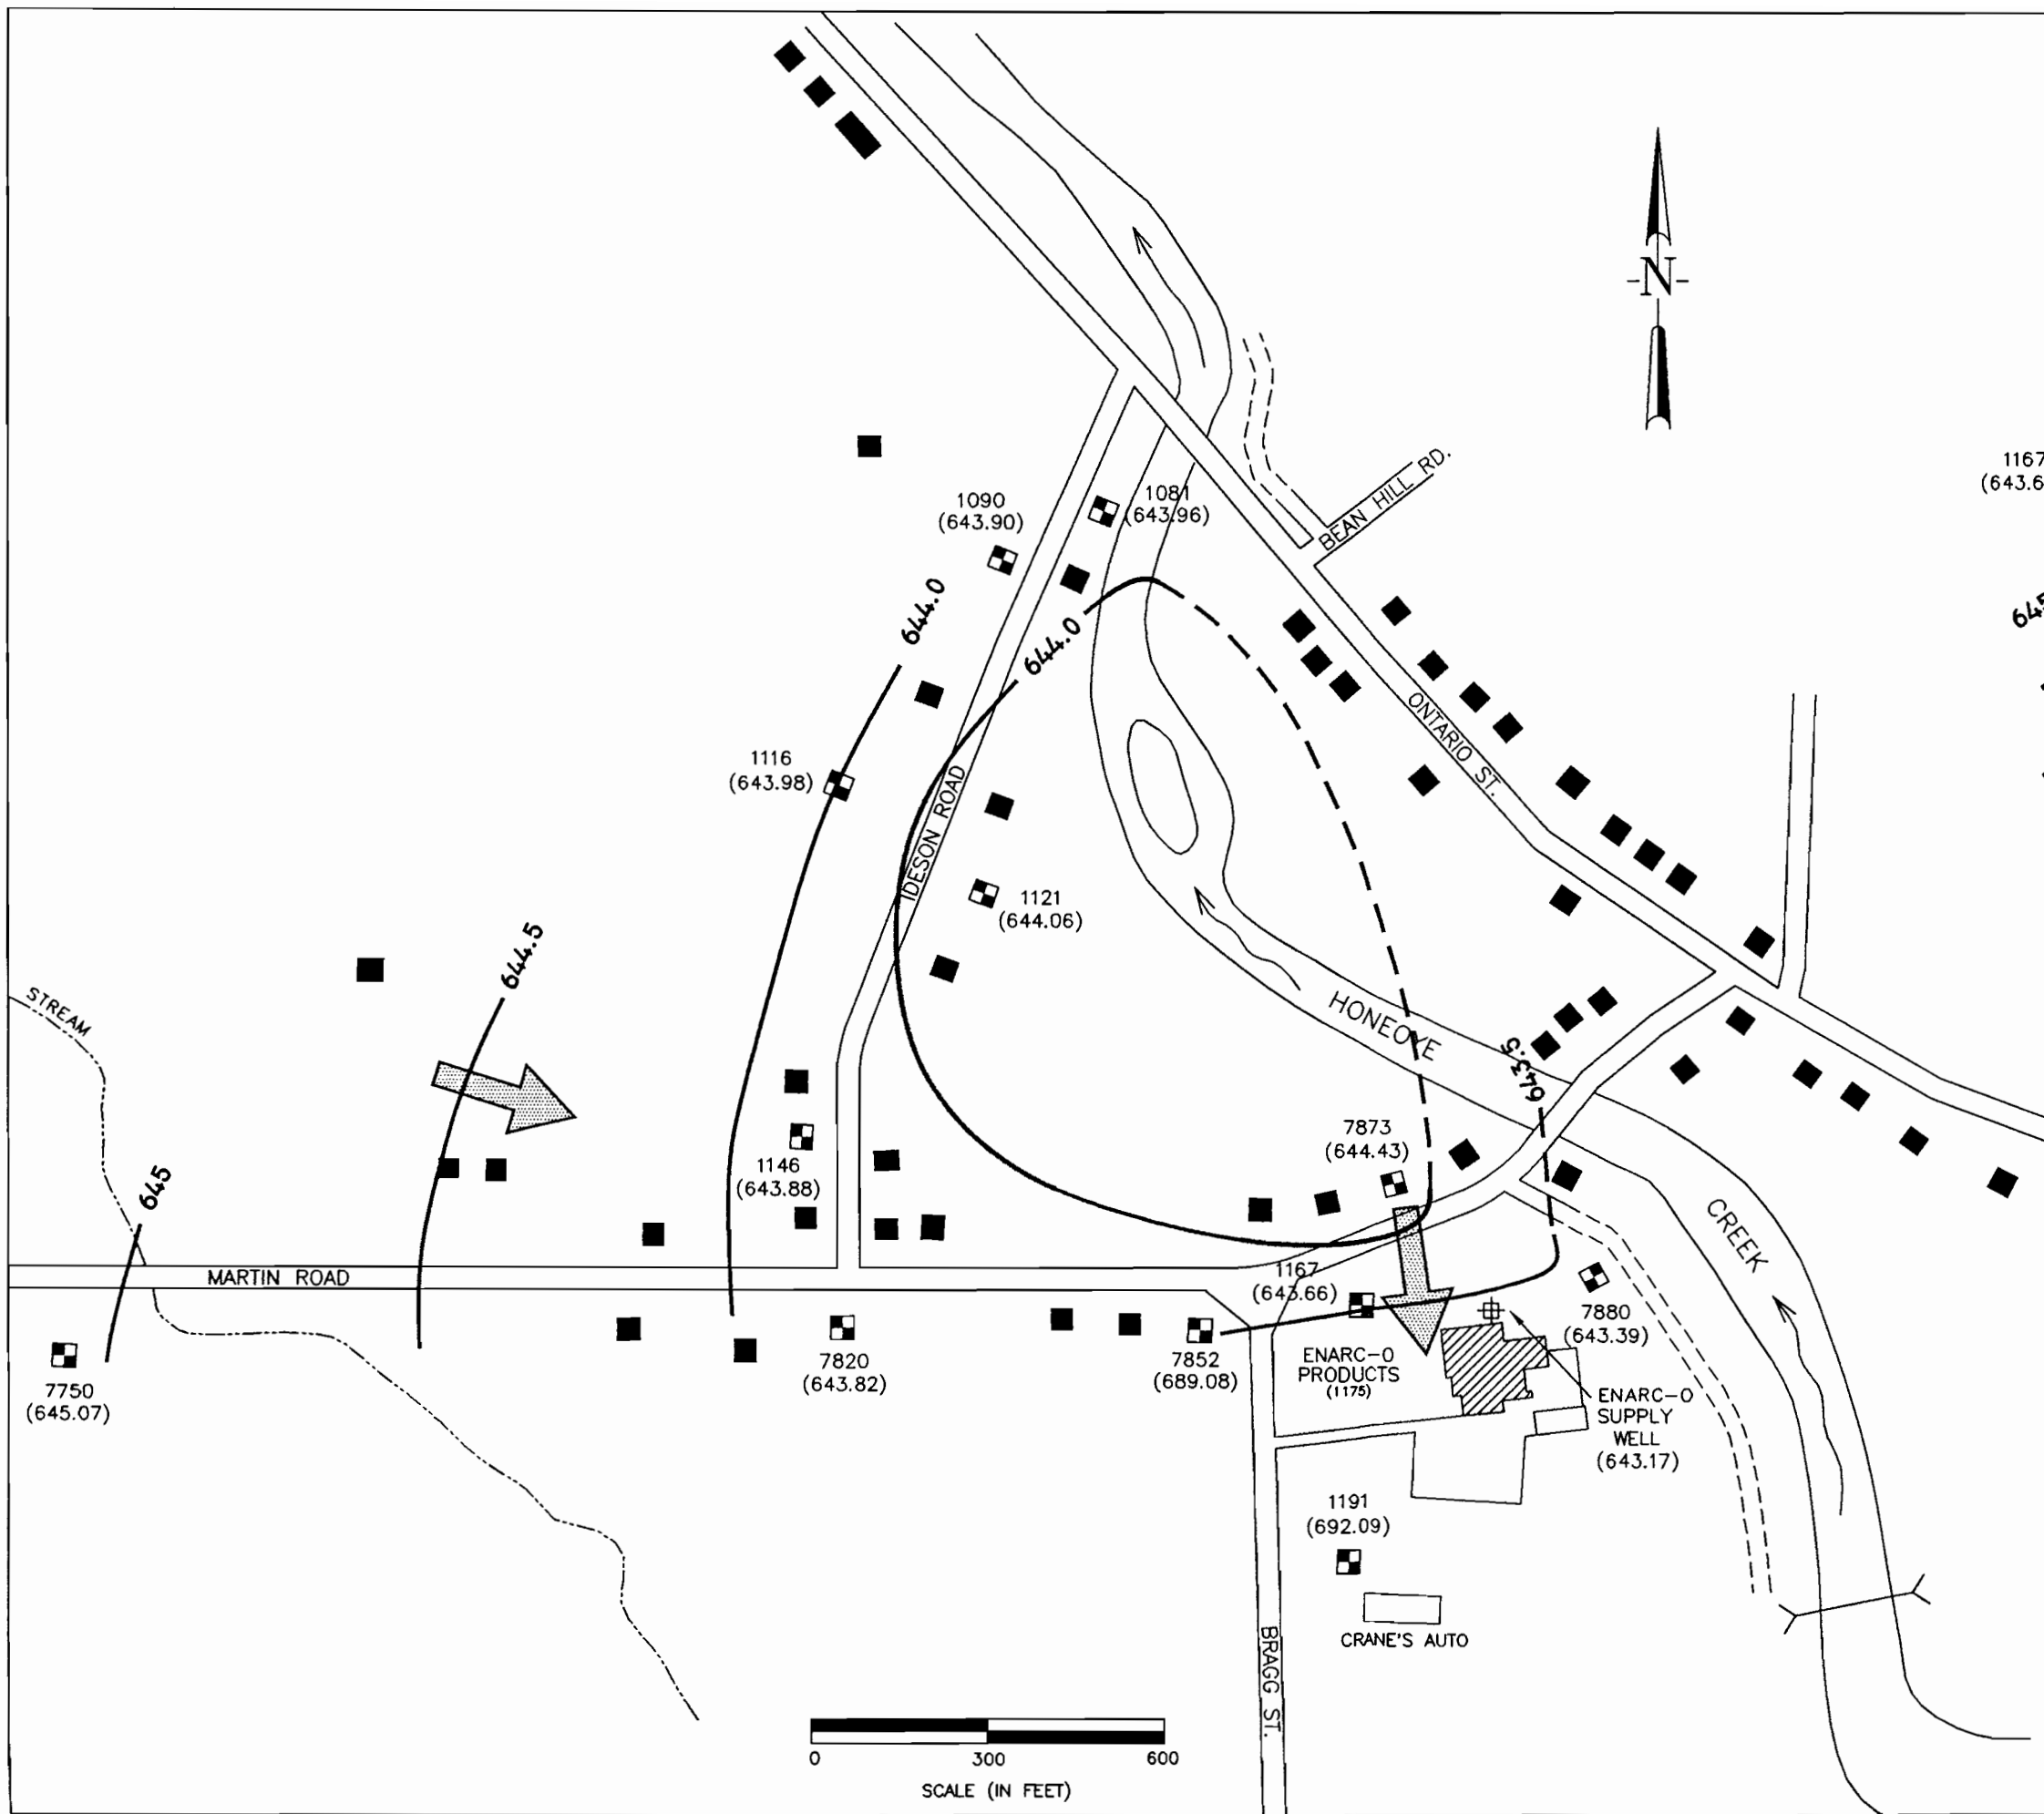 -N-
1167
(643.6
BEAN HILL RD.
1090
(643.90)
1081
(643.96)
644.0
644.0
645
ONTARIO ST.
1116
(643.98)
IDESON ROAD
1121
(644.06)
644.5
STREAM
HONEOYE
643.5
7873
(644.43)
1146
(643.88)
645
CREEK
MARTIN ROAD
1167
(643.66)
7880
(643.39)
7750
(645.07)
7820
(643.82)
7852
(689.08)
ENARC-O
PRODUCTS
(1175)
ENARC-O
SUPPLY
WELL
(643.17)
1191
(692.09)
CRANE'S AUTO
BRAGG ST.
0 300 600
SCALE (IN FEET)